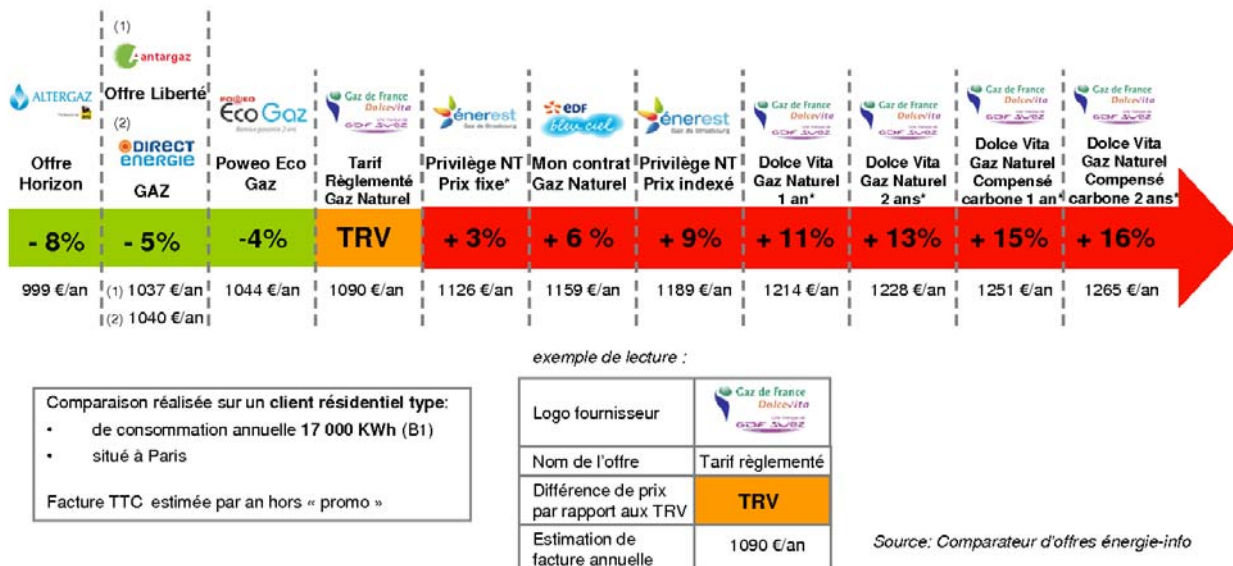 (1)
antargaz
Offre Liberté
(2)
DIRECT
ENERGIE
GAZ
ALTERGAZ
Offre
Horizon
POWEO
Eco Gaz
Poweo Eco
Gaz
Gaz de France
Dolcevita
GDF SUEZ
Tarif
Règlementé
Gaz Naturel
énerest
Gaz de Strasbourg
Privilège NT
Prix fixe*
edf
bleu ciel
Mon contrat
Gaz Naturel
énerest
Gaz de Strasbourg
Privilège NT
Prix indexé
Gaz de France
Dolcevita
GDF SUEZ
Dolce Vita
Gaz Naturel
1 an*
Gaz de France
Dolcevita
GDF SUEZ
Dolce Vita
Gaz Naturel
2 ans*
Gaz de France
Dolcevita
GDF SUEZ
Dolce Vita
Gaz Naturel
Compensé
carbone 1 an*
Gaz de France
Dolcevita
GDF SUEZ
Dolce Vita
Gaz Naturel
Compensé
carbone 2 ans*
- 8% - 5% -4% TRV + 3% + 6 % + 9% + 11% + 13% + 15% + 16%
999 €/an (1) 1037 €/an 1044 €/an 1090 €/an 1126 €/an 1159 €/an 1189 €/an 1214 €/an 1228 €/an 1251 €/an 1265 €/an
(2) 1040 €/an
Comparaison réalisée sur un client résidentiel type:
• de consommation annuelle 17 000 KWh (B1)
• situé à Paris
Facture TTC estimée par an hors « promo »
exemple de lecture :
Logo fournisseur
Gaz de France
Dolcevita
GDF SUEZ
Nom de l'offre Tarif règlementé
Différence de prix
par rapport aux TRV
TRV
Estimation de
facture annuelle
1090 €/an
Source: Comparateur d'offres énergie-info